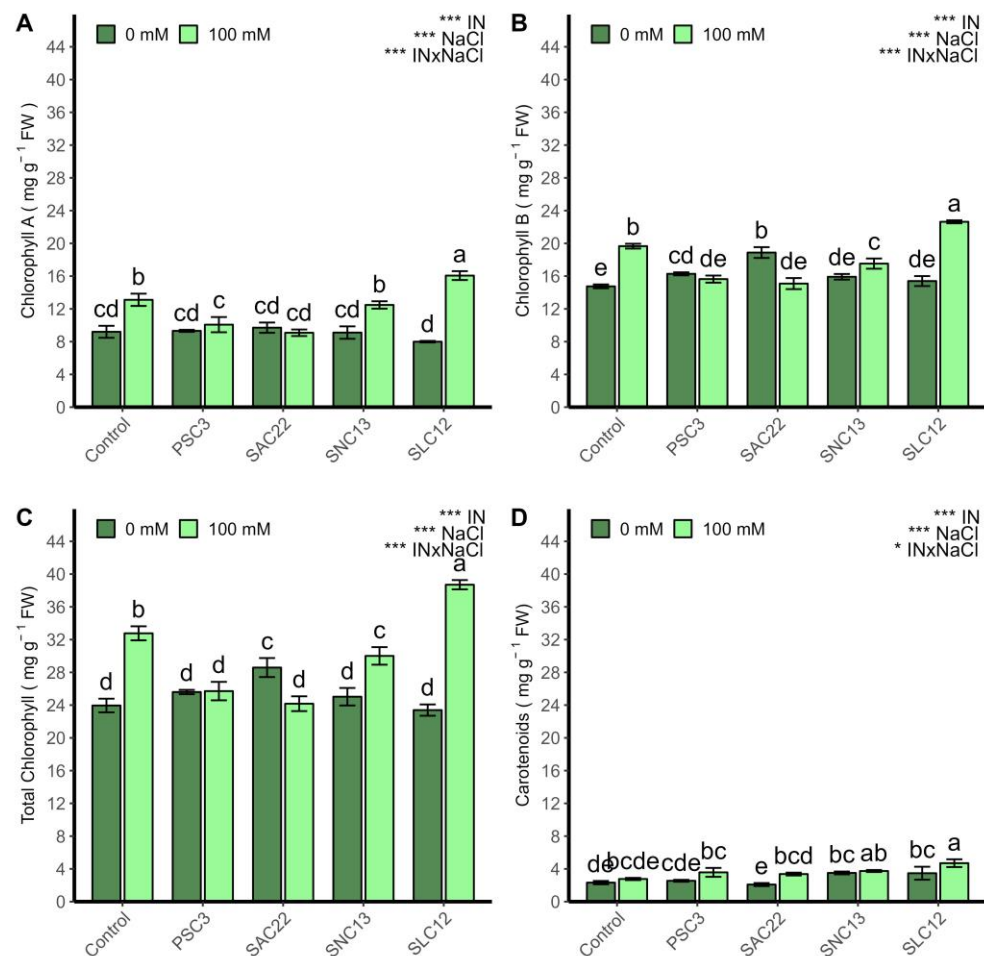 A
0 mM 100 mM
*** IN
*** NaCl
*** INxNaCl
Chlorophyll A ( mg g⁻¹ FW )
44
40
36
32
28
24
20
16
12
8
4
0
cd b cd c cd cd cd b d a
Control PSC3 SAC22 SNC13 SLC12
B
0 mM 100 mM
*** IN
*** NaCl
*** INxNaCl
Chlorophyll B ( mg g⁻¹ FW)
44
40
36
32
28
24
20
16
12
8
4
0
e b cd de b de de c de a
Control PSC3 SAC22 SNC13 SLC12
C
0 mM 100 mM
*** IN
*** NaCl
*** INxNaCl
Total Chlorophyll ( mg g⁻¹ FW)
44
40
36
32
28
24
20
16
12
8
4
0
d b d d c d d c d a
Control PSC3 SAC22 SNC13 SLC12
D
0 mM 100 mM
*** IN
*** NaCl
* INxNaCl
Carotenoids ( mg g⁻¹ FW)
44
40
36
32
28
24
20
16
12
8
4
0
de bcde cde bc e bcd bc ab bc a
Control PSC3 SAC22 SNC13 SLC12